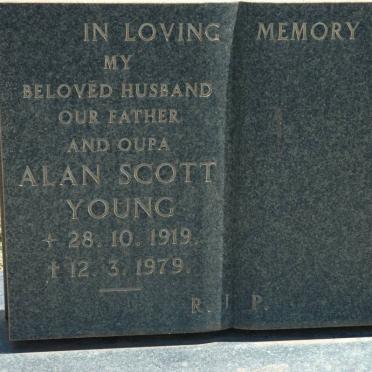 IN LOVING MEMORY
MY
BELOVED HUSBAND
OUR FATHER
AND OUPA
ALAN SCOTT
YOUNG
+ 28. 10. 1919.
† 12. 3. 1979.
R.I.P.